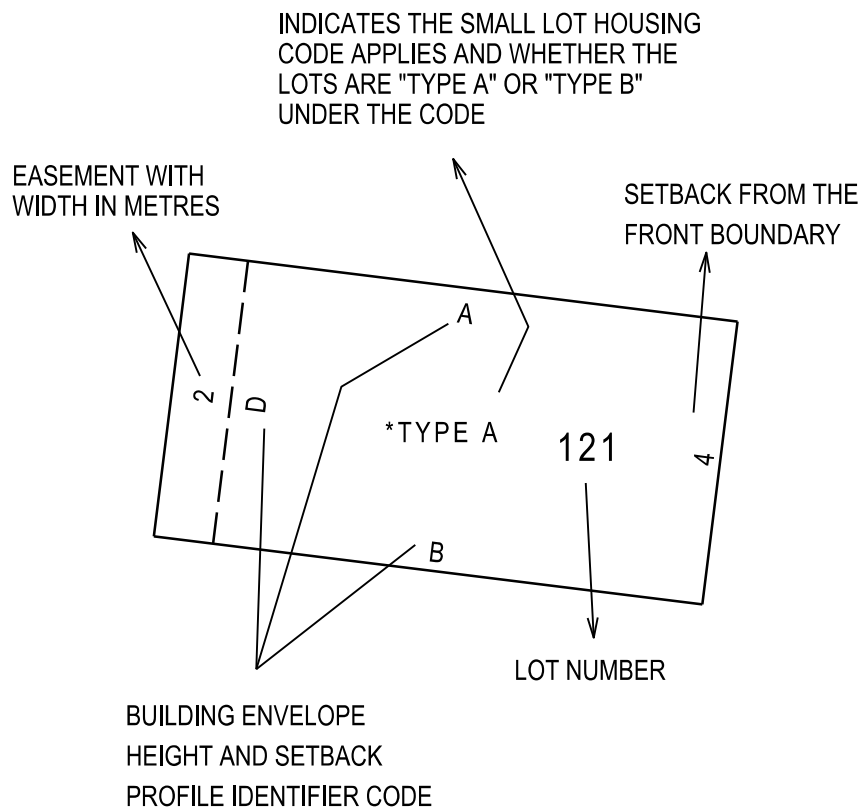 INDICATES THE SMALL LOT HOUSING
CODE APPLIES AND WHETHER THE
LOTS ARE "TYPE A" OR "TYPE B"
UNDER THE CODE
EASEMENT WITH
WIDTH IN METRES
SETBACK FROM THE
FRONT BOUNDARY
A
2
D
*TYPE A
121
4
B
LOT NUMBER
BUILDING ENVELOPE
HEIGHT AND SETBACK
PROFILE IDENTIFIER CODE